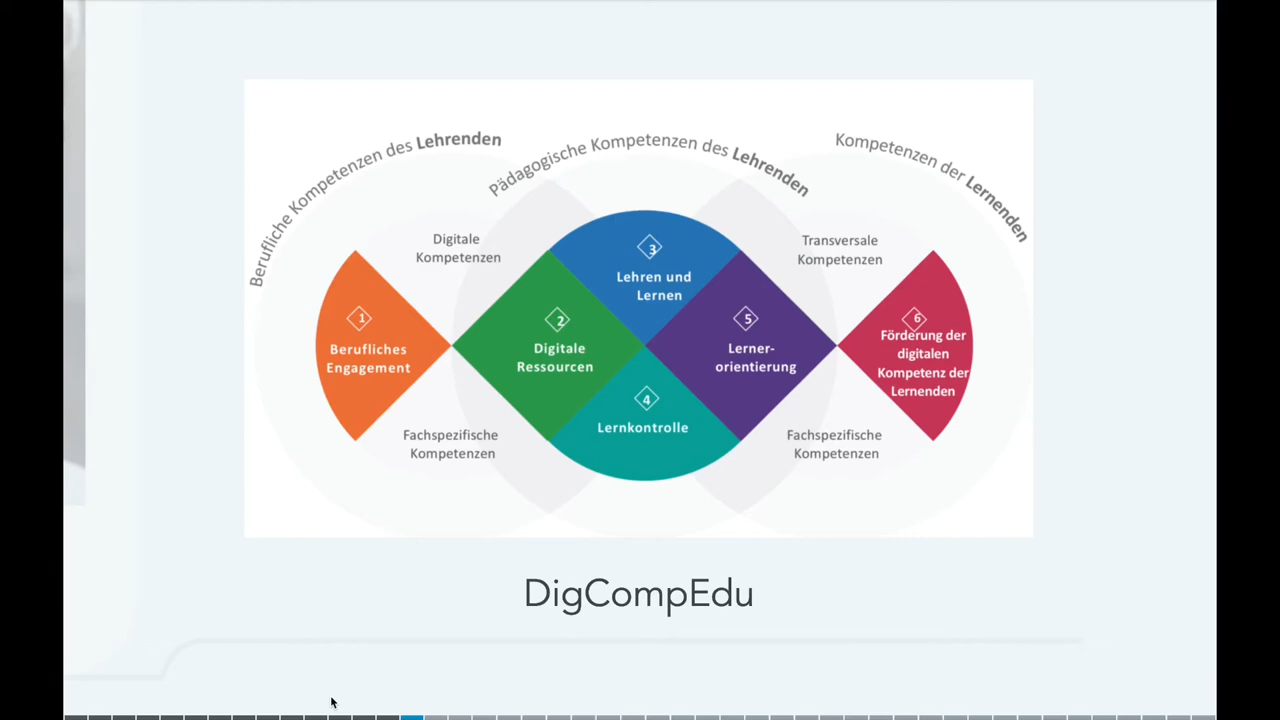 Berufliche Kompetenzen des Lehrenden
Pädagogische Kompetenzen des Lehrenden
Kompetenzen der Lernenden
Digitale
Kompetenzen
Transversale
Kompetenzen
1
Berufliches
Engagement
2
Digitale
Ressourcen
3
Lehren und
Lernen
4
Lernkontrolle
5
Lerner-
orientierung
6
Förderung der
digitalen
Kompetenz der
Lernenden
Fachspezifische
Kompetenzen
Fachspezifische
Kompetenzen
DigCompEdu